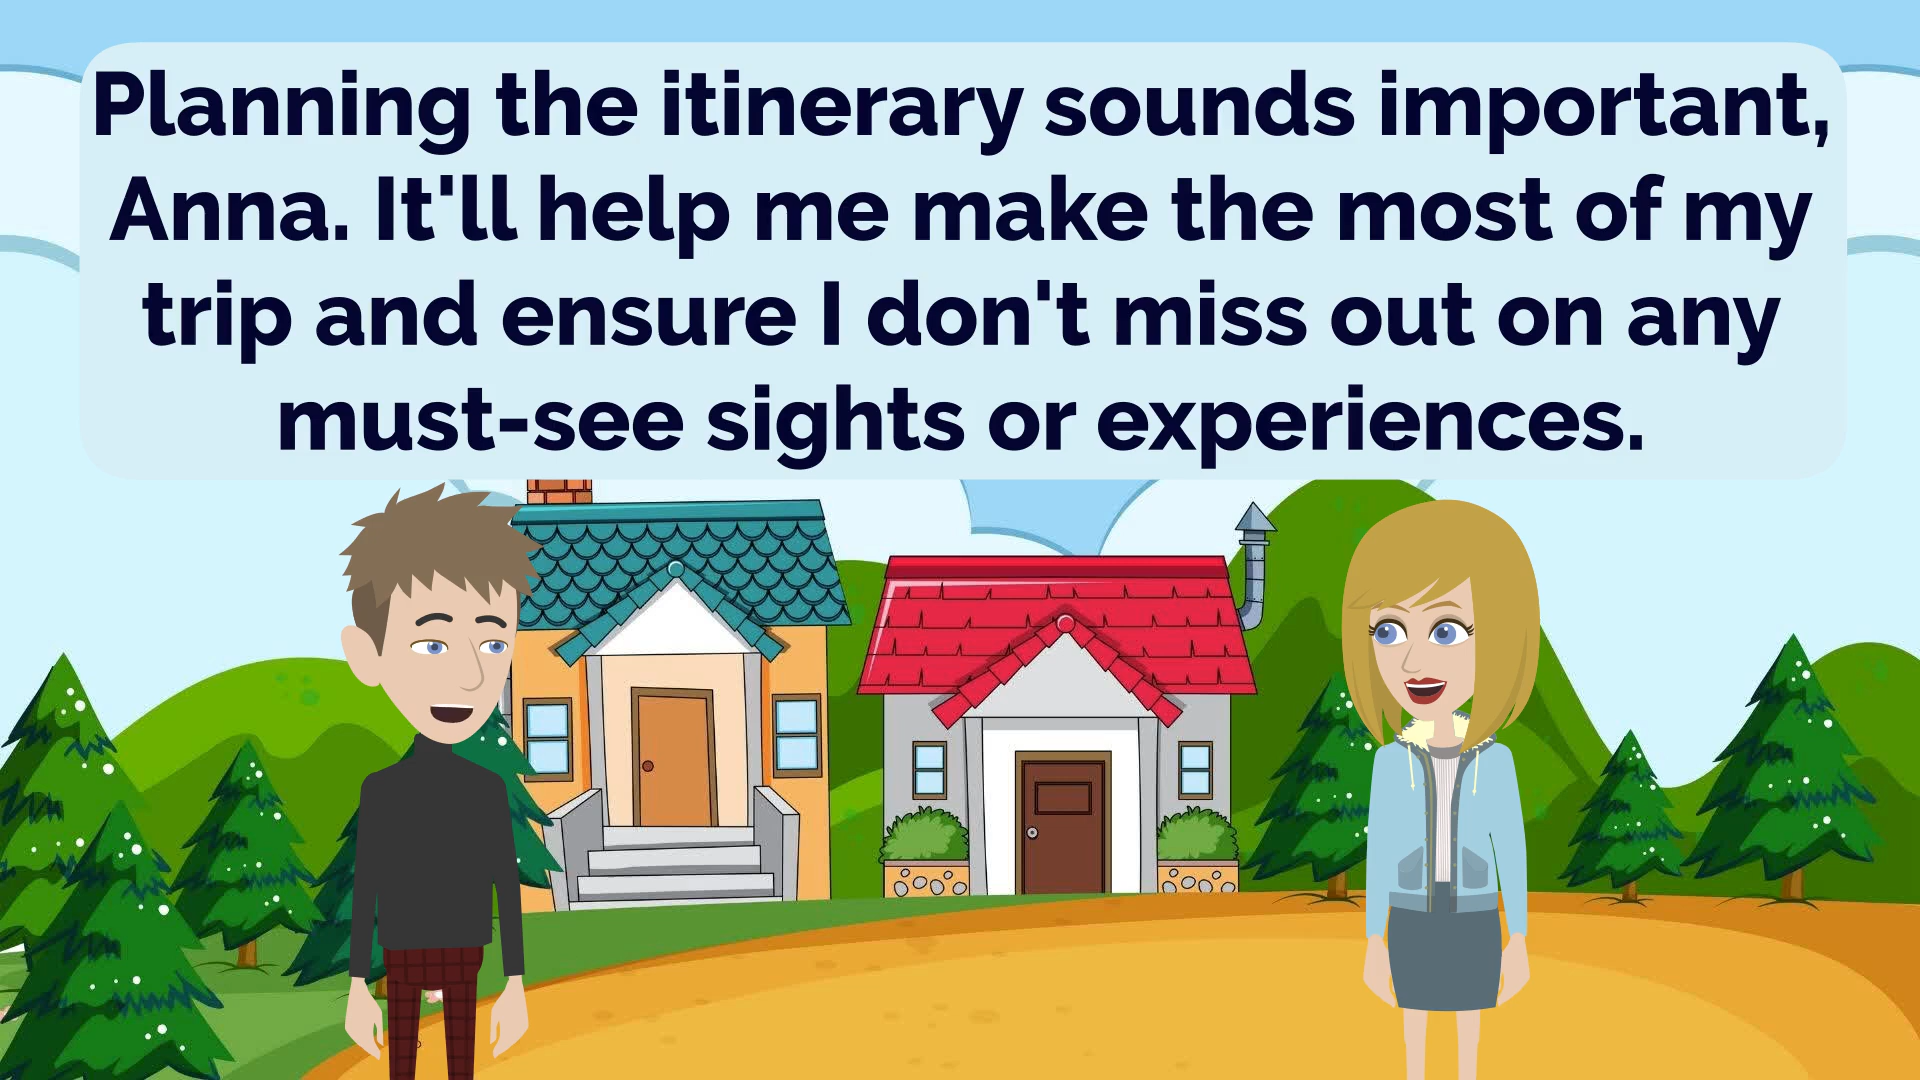 Planning the itinerary sounds important,
Anna. It'll help me make the most of my
trip and ensure I don't miss out on any
must-see sights or experiences.